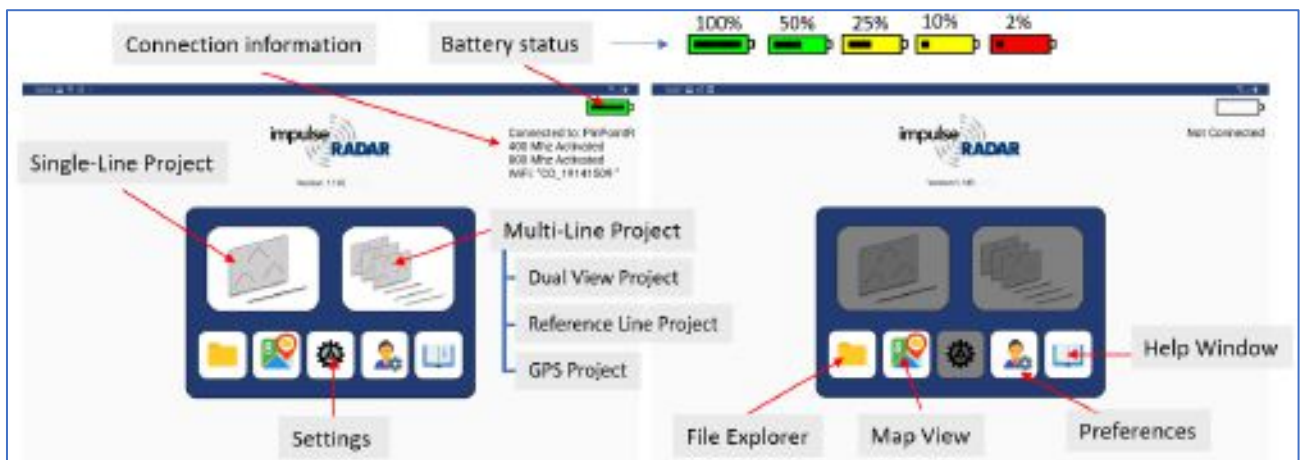 100% 50% 25% 10% 2%
Connection information
Battery status
impulse
RADAR
Connected to: PinPointR
400 Mhz Activated
800 Mhz Activated
impulse
RADAR
Not Connected
Single-Line Project
Multi-Line Project
Dual View Project
Reference Line Project
GPS Project
Settings
Help Window
File Explorer
Map View
Preferences